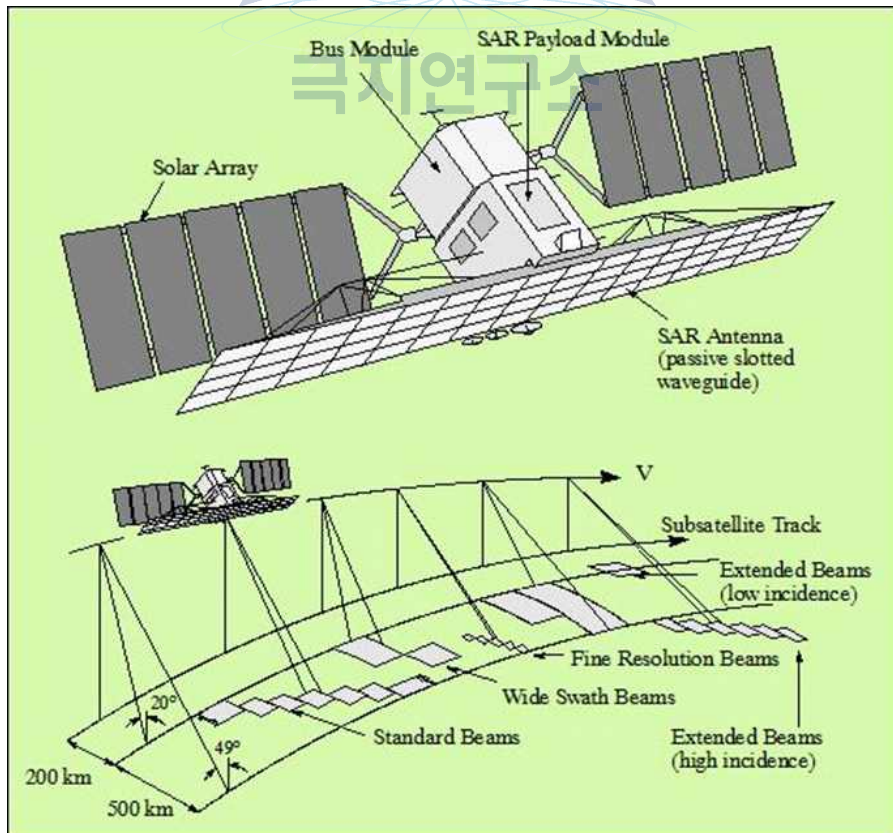 극지연구소
Bus Module
SAR Payload Module
Solar Array
SAR Antenna
(passive slotted
waveguide)
V
Subsatellite Track
Extended Beams
(low incidence)
Fine Resolution Beams
Wide Swath Beams
20°
Standard Beams
49°
Extended Beams
(high incidence)
200 km
500 km